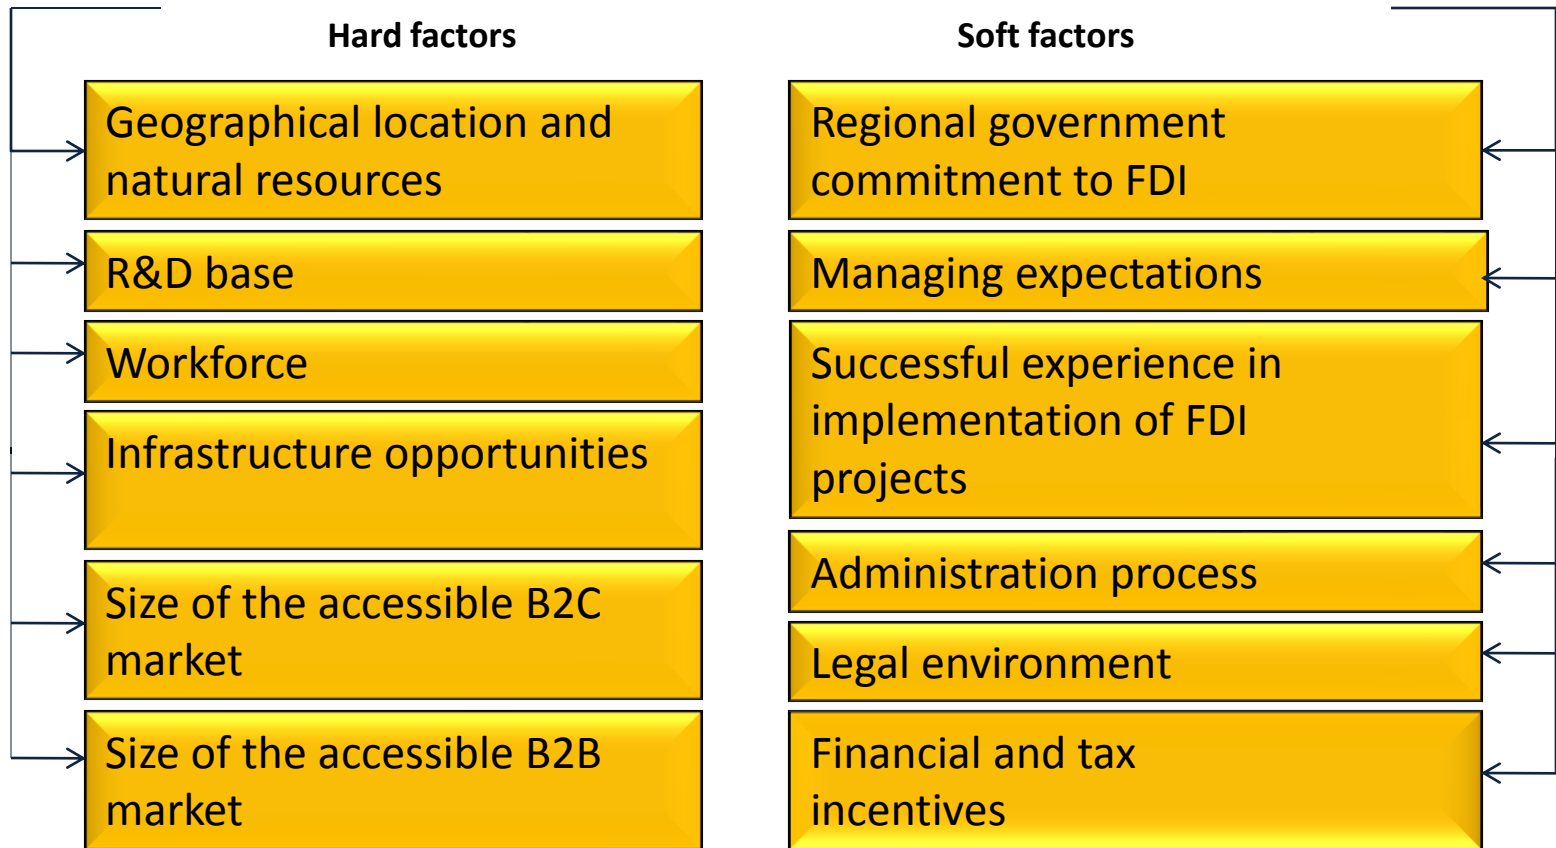 Hard factors
Geographical location and
natural resources
R&D base
Workforce
Infrastructure opportunities
Size of the accessible B2C
market
Size of the accessible B2B
market
Soft factors
Regional government
commitment to FDI
Managing expectations
Successful experience in
implementation of FDI
projects
Administration process
Legal environment
Financial and tax
incentives